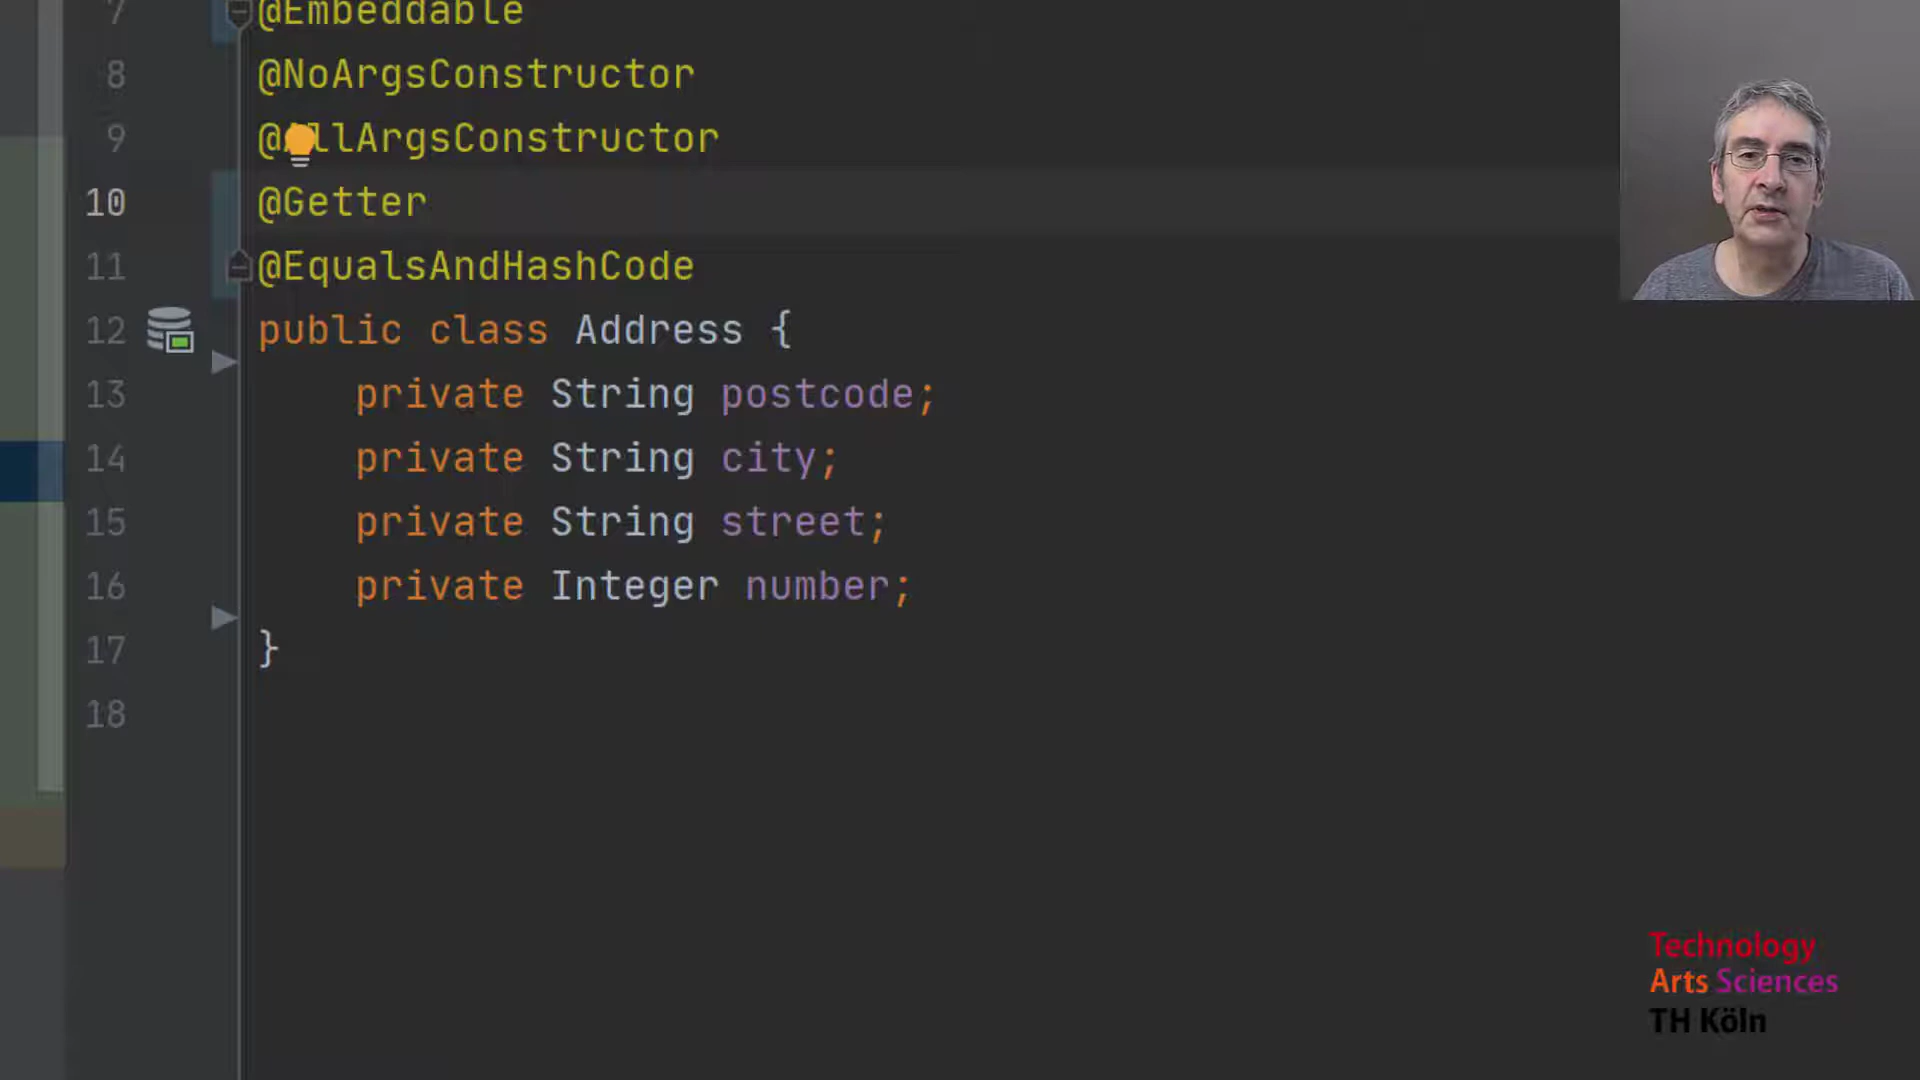 7 @Embeddable
8 @NoArgsConstructor
9 @AllArgsConstructor
10 @Getter
11 @EqualsAndHashCode
12 public class Address {
13 private String postcode;
14 private String city;
15 private String street;
16 private Integer number;
17 }
18
Technology
Arts Sciences
TH Köln